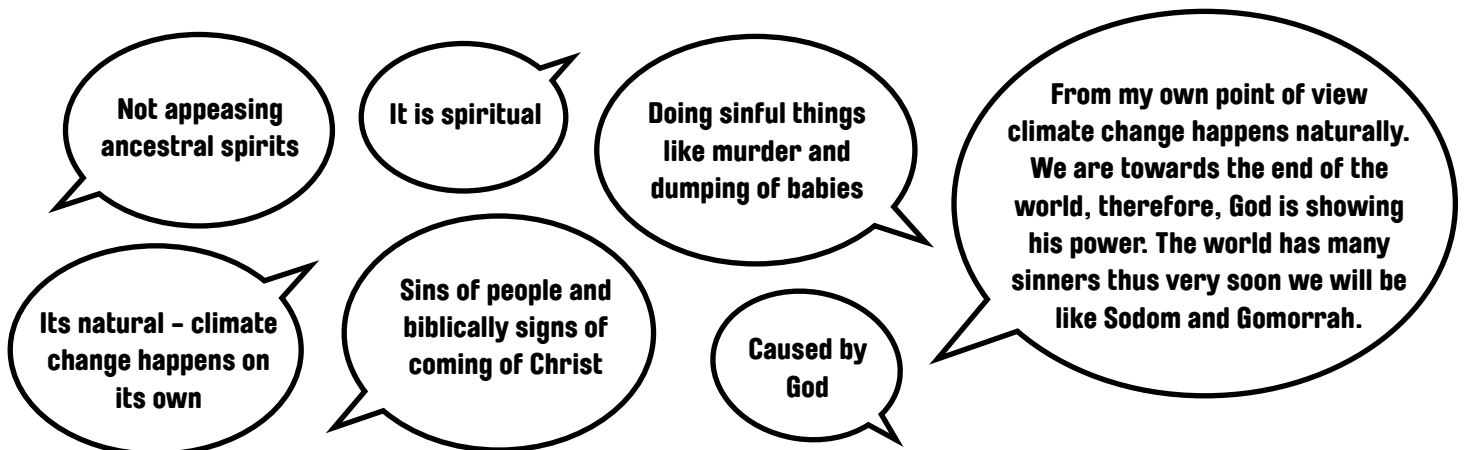 Not appeasing
ancestral spirits
It is spiritual
Doing sinful things
like murder and
dumping of babies
From my own point of view
climate change happens naturally.
We are towards the end of the
world, therefore, God is showing
his power. The world has many
sinners thus very soon we will be
like Sodom and Gomorrah.
Its natural – climate
change happens on
its own
Sins of people and
biblically signs of
coming of Christ
Caused by
God